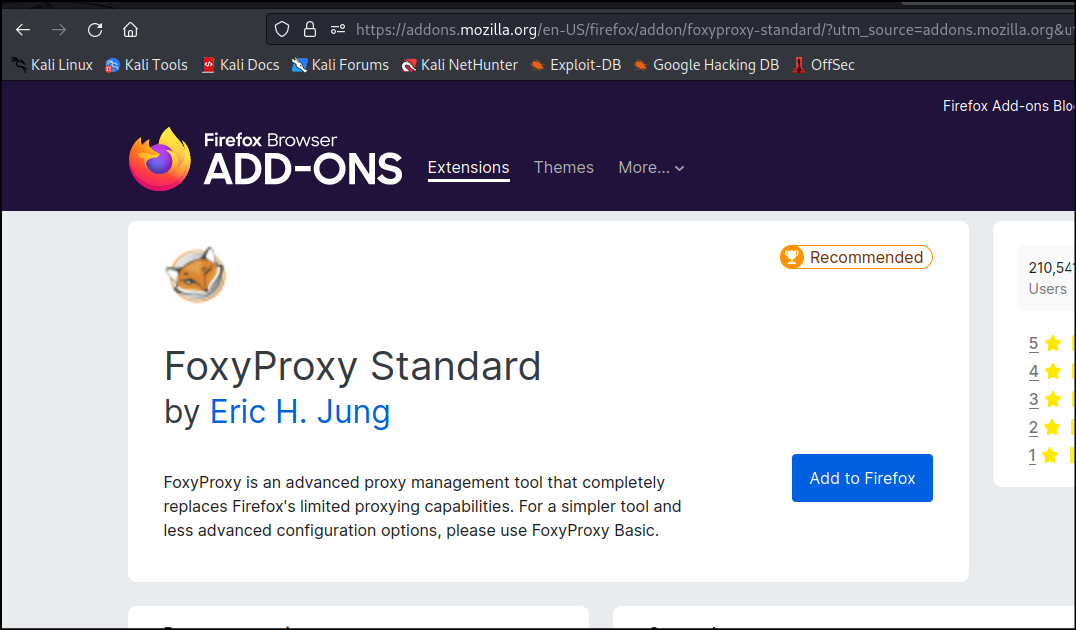 https://addons.mozilla.org/en-US/firefox/addon/foxyproxy-standard/?utm_source=addons.mozilla.org&u
Kali Linux Kali Tools Kali Docs Kali Forums Kali NetHunter Exploit-DB Google Hacking DB OffSec
Firefox Add-ons Blo
Firefox Browser
ADD-ONS
Extensions Themes More...
Recommended
210,541
Users
FoxyProxy Standard
by Eric H. Jung
5
4
3
2
1
FoxyProxy is an advanced proxy management tool that completely
replaces Firefox's limited proxying capabilities. For a simpler tool and
less advanced configuration options, please use FoxyProxy Basic.
Add to Firefox